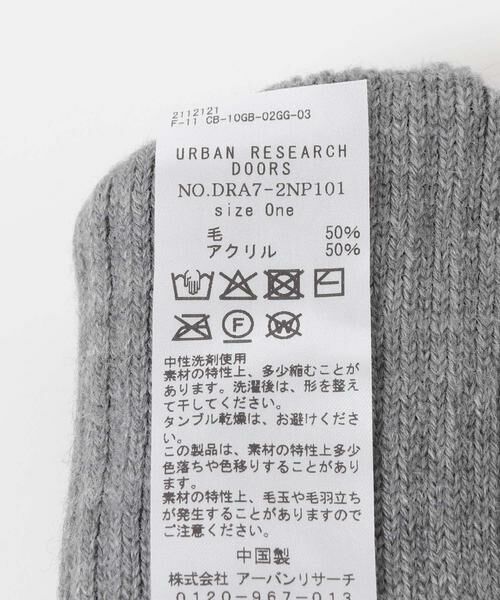 2112121
F-11 CB-10GB-02GG-03
URBAN RESEARCH
DOORS
NO.DRA7-2NP101
size One
毛 50%
アクリル 50%
F W
中性洗剤使用
素材の特性上、多少縮むことが
あります。洗濯後は、形を整え
て干してください。
タンブル乾燥は、お避けくださ
い。
この製品は、素材の特性上多少
色落ちや色移りすることがあり
ます。
素材の特性上、毛玉や毛羽立ち
が発生することがありますので
ご注意ください。
中国製
株式会社 アーバンリサーチ
0120-967-013